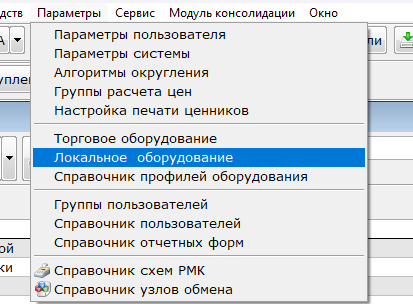 дств Параметры Сервис Модуль консолидации Окно
Параметры пользователя
Параметры системы
Алгоритмы округления
Группы расчета цен
Настройка печати ценников
Торговое оборудование
Локальное оборудование
Справочник профилей оборудования
Группы пользователей
Справочник пользователей
Справочник отчетных форм
Справочник схем РМК
Справочник узлов обмена
А
ли
уплен
ой
ки